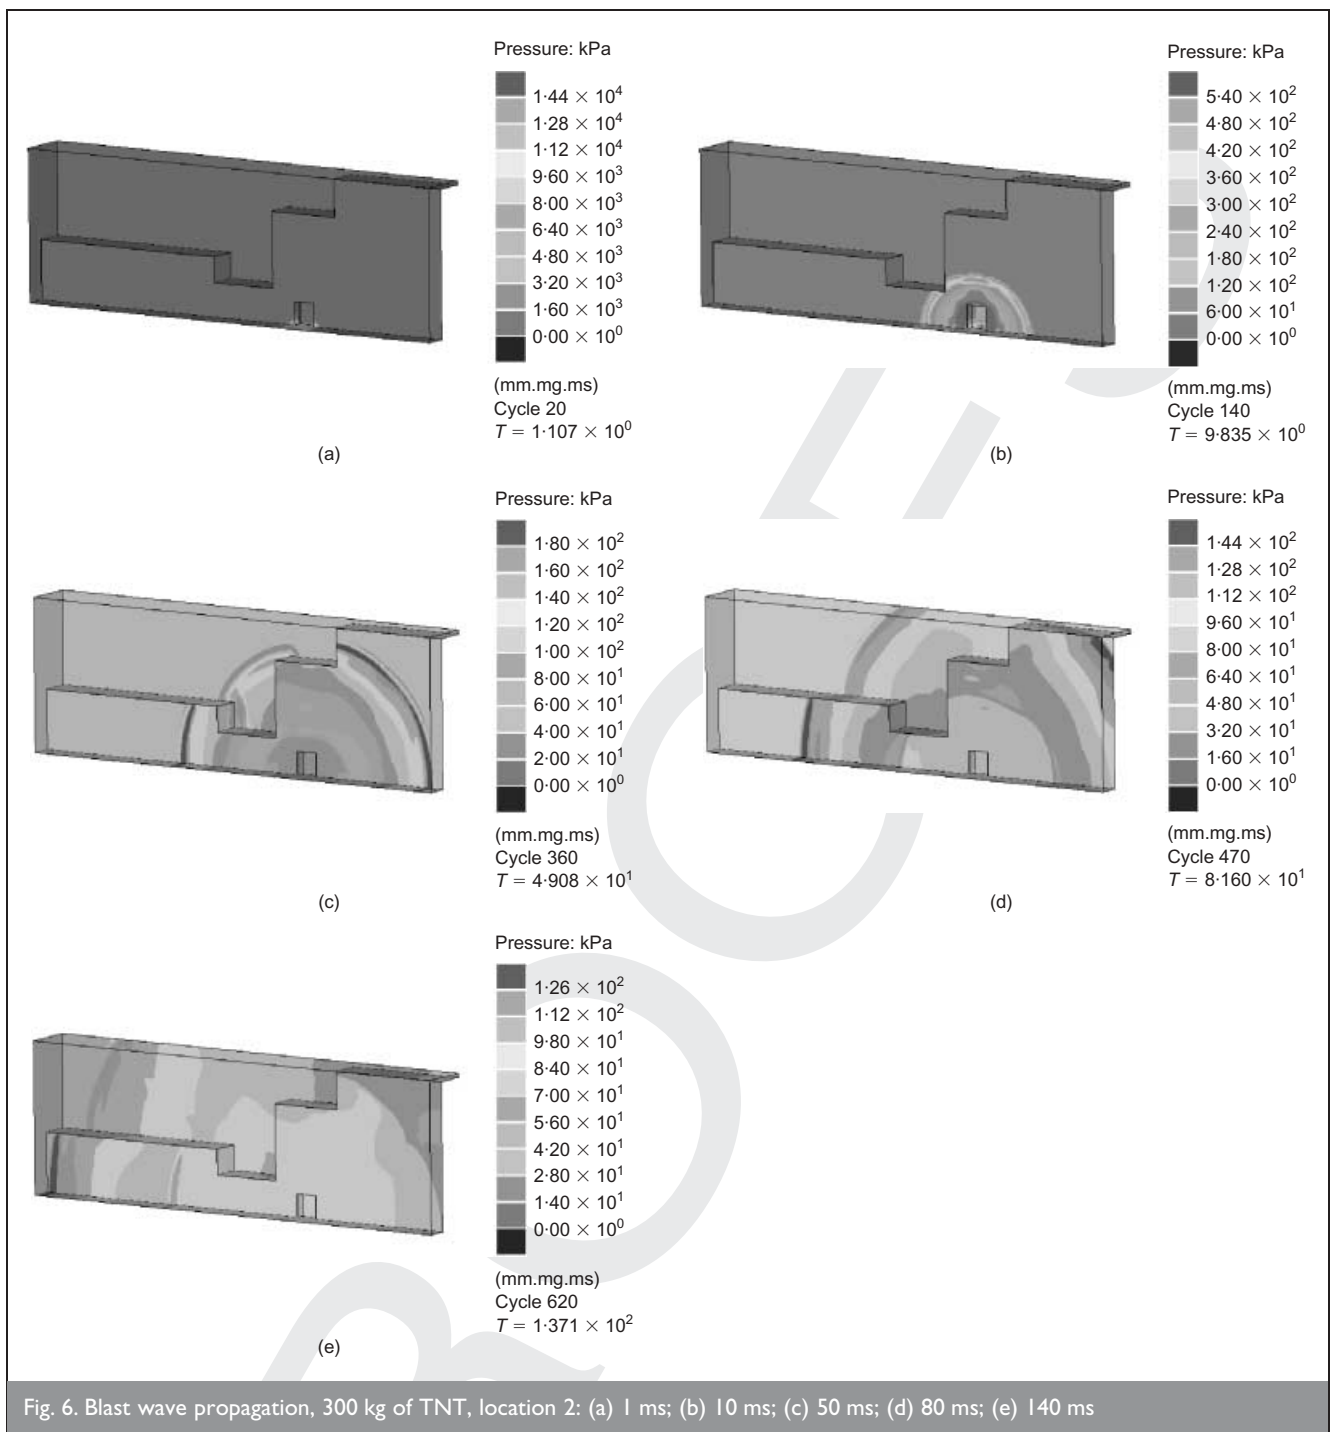 Pressure: kPa
1·44 × 10⁴
1·28 × 10⁴
1·12 × 10⁴
9·60 × 10³
8·00 × 10³
6·40 × 10³
4·80 × 10³
3·20 × 10³
1·60 × 10³
0·00 × 10⁰
(mm.mg.ms)
Cycle 20
T = 1·107 × 10⁰
(a)
Pressure: kPa
5·40 × 10²
4·80 × 10²
4·20 × 10²
3·60 × 10²
3·00 × 10²
2·40 × 10²
1·80 × 10²
1·20 × 10²
6·00 × 10¹
0·00 × 10⁰
(mm.mg.ms)
Cycle 140
T = 9·835 × 10⁰
(b)
Pressure: kPa
1·80 × 10²
1·60 × 10²
1·40 × 10²
1·20 × 10²
1·00 × 10²
8·00 × 10¹
6·00 × 10¹
4·00 × 10¹
2·00 × 10¹
0·00 × 10⁰
(mm.mg.ms)
Cycle 360
T = 4·908 × 10¹
(c)
Pressure: kPa
1·44 × 10²
1·28 × 10²
1·12 × 10²
9·60 × 10¹
8·00 × 10¹
6·40 × 10¹
4·80 × 10¹
3·20 × 10¹
1·60 × 10¹
0·00 × 10⁰
(mm.mg.ms)
Cycle 470
T = 8·160 × 10¹
(d)
Pressure: kPa
1·26 × 10²
1·12 × 10²
9·80 × 10¹
8·40 × 10¹
7·00 × 10¹
5·60 × 10¹
4·20 × 10¹
2·80 × 10¹
1·40 × 10¹
0·00 × 10⁰
(mm.mg.ms)
Cycle 620
T = 1·371 × 10²
(e)
Fig. 6. Blast wave propagation, 300 kg of TNT, location 2: (a) 1 ms; (b) 10 ms; (c) 50 ms; (d) 80 ms; (e) 140 ms